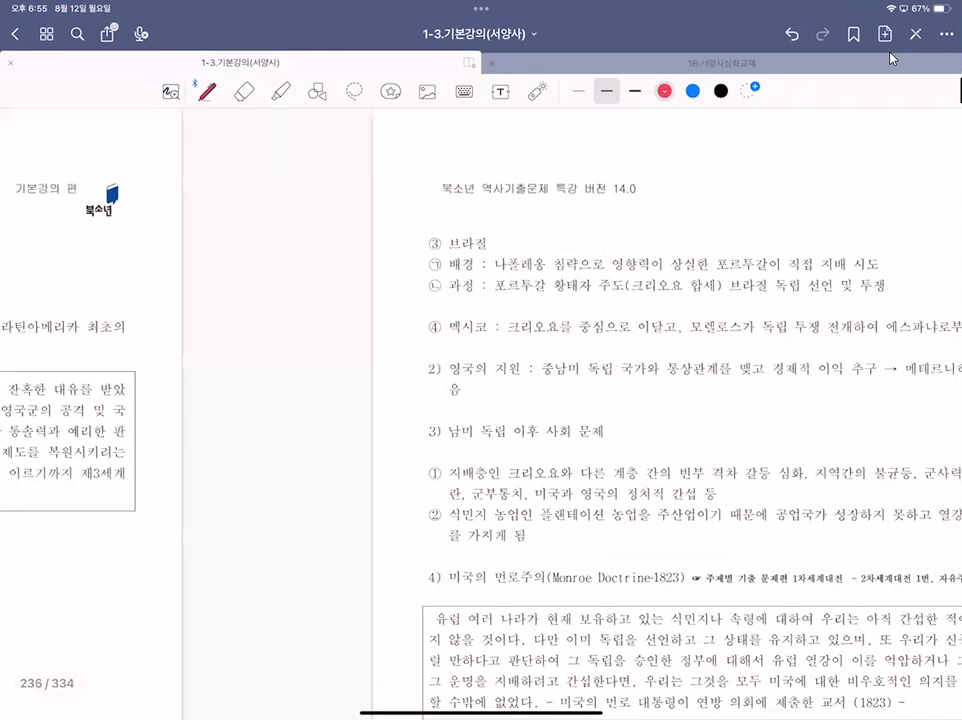 오후 6:55 8월 12일 월요일
67%
1-3.기본강의(서양사)
1-3.기본강의(서양사)
16.서양사심화교재
기본강의 편
북소년
라틴아메리카 최초의
잔혹한 대유를 받았
영국군의 공격 및 국
통솔력과 예리한 판
제도를 복원시키려는
이르기까지 제3세계
236 / 334
북소년 역사기출문제 특강 버전 14.0
③ 브라질
㉠ 배경 : 나폴레옹 침략으로 영향력이 상실한 포르투갈이 직접 지배 시도
㉡ 과정 : 포르투갈 황태자 주도(크리오요 합세) 브라질 독립 선언 및 투쟁
④ 멕시코 : 크리오요를 중심으로 이달고, 모렐로스가 독립 투쟁 전개하여 에스파냐로부
2) 영국의 지원 : 중남미 독립 국가와 통상관계를 맺고 경제적 이익 추구 → 메테르니히
음
3) 남미 독립 이후 사회 문제
① 지배층인 크리오요와 다른 계층 간의 빈부 격차 갈등 심화, 지역간의 불균등, 군사력
란, 군부통치, 미국과 영국의 정치적 간섭 등
② 식민지 농업인 플랜테이션 농업을 주산업이기 때문에 공업국가 성장하지 못하고 열강
를 가지게 됨
4) 미국의 먼로주의(Monroe Doctrine·1823) ☞ 주제별 기출 문제편 1차세계대전 - 2차세계대전 1번, 자유
유럽 여러 나라가 현재 보유하고 있는 식민지나 속령에 대하여 우리는 아직 간섭한 적
지 않을 것이다. 다만 이미 독립을 선언하고 그 상태를 유지하고 있으며, 또 우리가
럴 만하다고 판단하여 그 독립을 승인한 정부에 대해서 유럽 열강이 이를 억압하거나
그 운명을 지배하려고 간섭한다면, 우리는 그것을 모두 미국에 대한 비우호적인 의지를
할 수밖에 없었다. - 미국의 먼로 대통령이 연방 의회에 제출한 교서 (1823) -